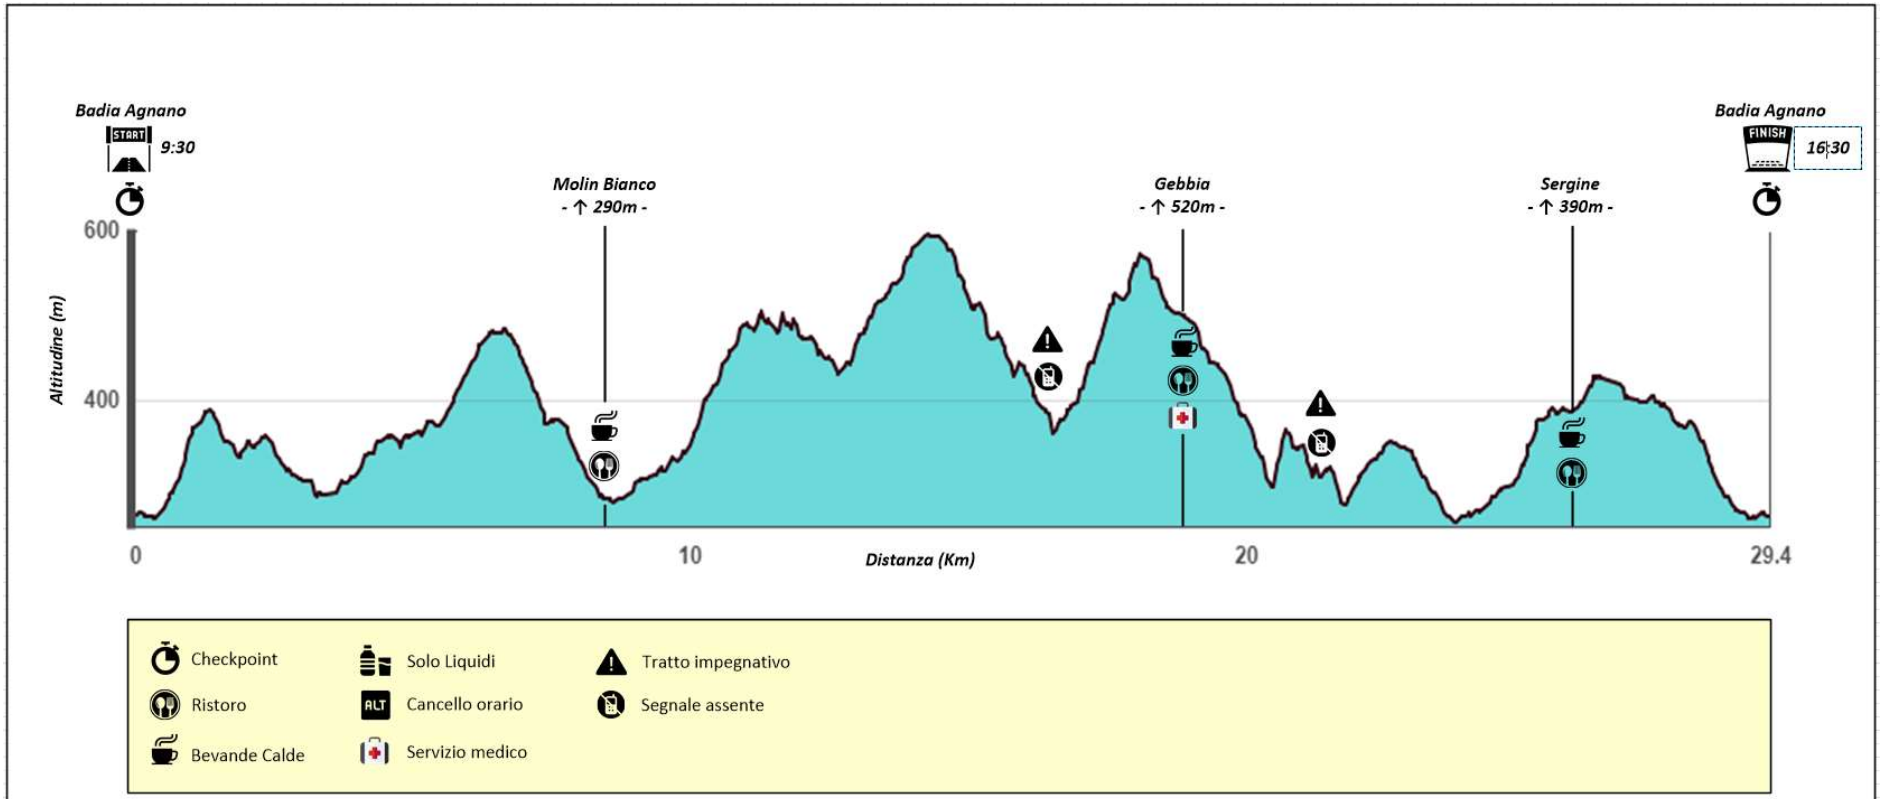 Badia Agnano
START
9:30
Badia Agnano
FINISH
16:30
Molin Bianco
- ↑ 290m -
Gebbia
- ↑ 520m -
Sergine
- ↑ 390m -
600
400
Altitudine (m)
0
10
Distanza (Km)
20
29.4
Checkpoint
Solo Liquidi
Tratto impegnativo
Ristoro
ALT
Cancello orario
Segnale assente
Bevande Calde
Servizio medico